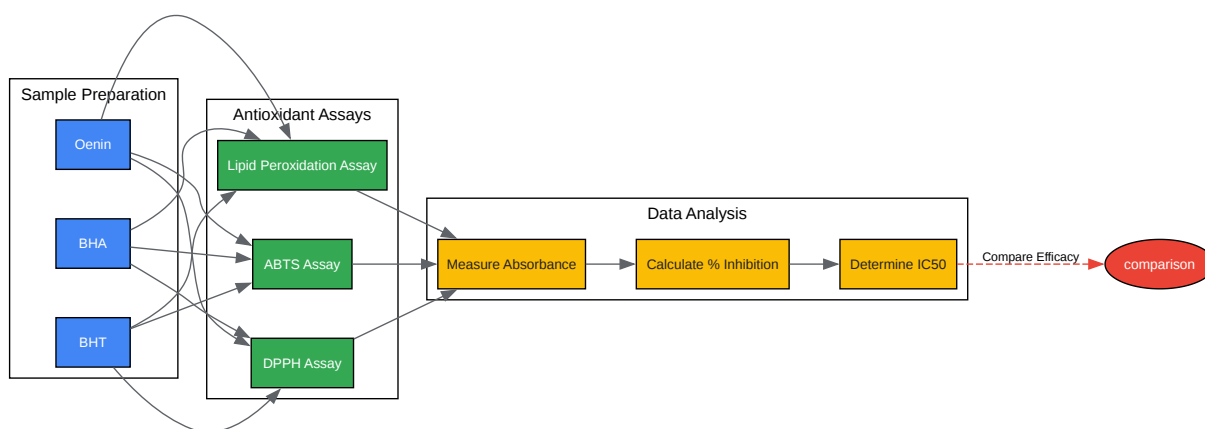 Sample Preparation
Oenin
BHA
BHT
Antioxidant Assays
Lipid Peroxidation Assay
ABTS Assay
DPPH Assay
Data Analysis
Measure Absorbance
Calculate % Inhibition
Determine IC50
Compare Efficacy
comparison